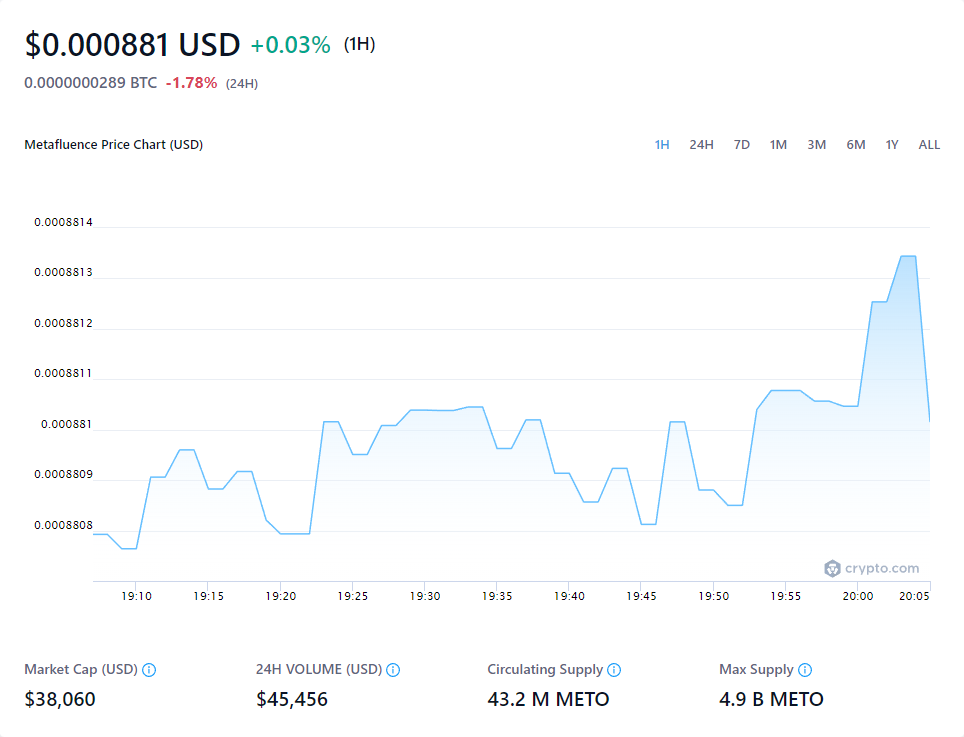 $0.000881 USD +0.03% (1H)
0.0000000289 BTC -1.78% (24H)
Metafluence Price Chart (USD) 1H 24H 7D 1M 3M 6M 1Y ALL
0.0008814
0.0008813
0.0008812
0.0008811
0.000881
0.0008809
0.0008808
crypto.com
19:10 19:15 19:20 19:25 19:30 19:35 19:40 19:45 19:50 19:55 20:00 20:05
Market Cap (USD) 24H VOLUME (USD) Circulating Supply Max Supply
$38,060 $45,456 43.2 M METO 4.9 B METO